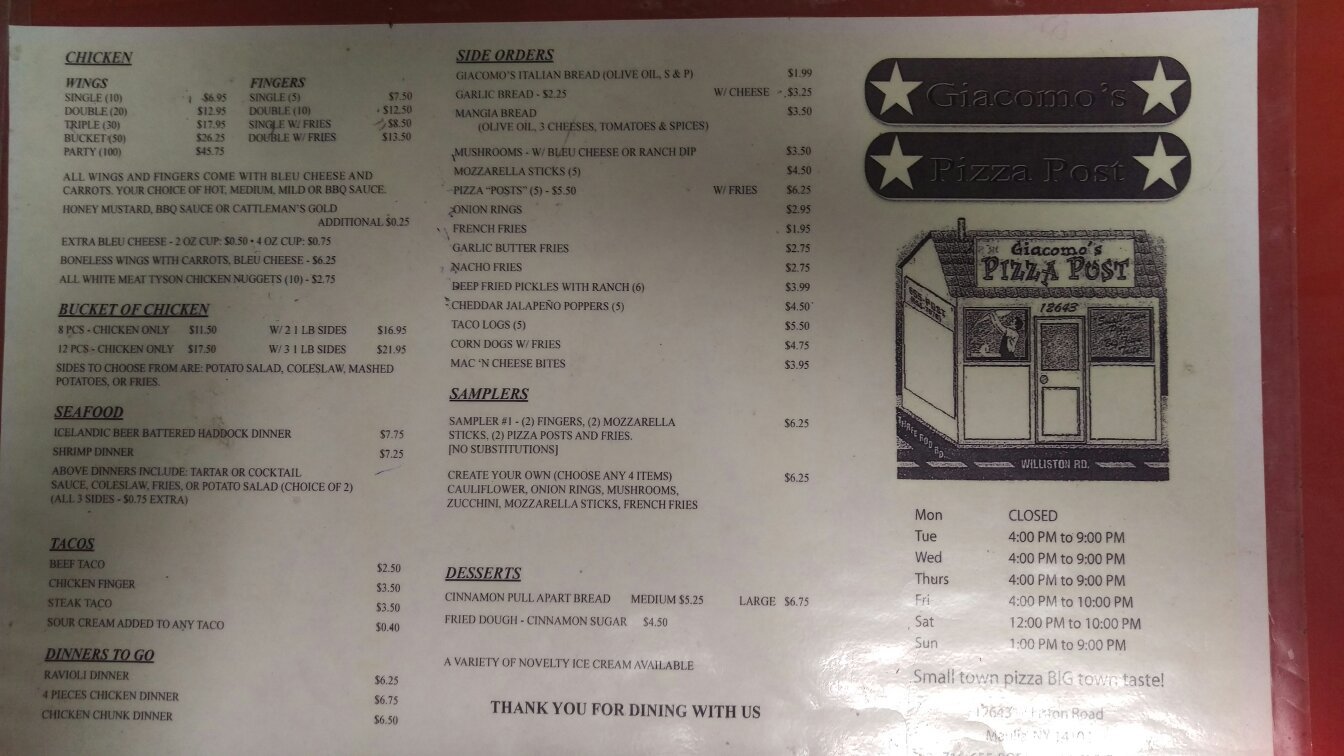 CHICKEN
WINGS
SINGLE (10) $6.95
DOUBLE (20) $12.95
TRIPLE (30) $17.95
BUCKET (50) $26.25
PARTY (100) $45.75
FINGERS
SINGLE (5) $7.50
DOUBLE (10) $12.50
SINGLE W/ FRIES $8.50
DOUBLE W/ FRIES $13.50
ALL WINGS AND FINGERS COME WITH BLEU CHEESE AND
CARROTS. YOUR CHOICE OF HOT, MEDIUM, MILD OR BBQ SAUCE.
HONEY MUSTARD, BBQ SAUCE OR CATTLEMAN'S GOLD
ADDITIONAL $0.25
EXTRA BLEU CHEESE - 2 OZ CUP: $0.50 • 4 OZ CUP: $0.75
BONELESS WINGS WITH CARROTS, BLEU CHEESE - $6.25
ALL WHITE MEAT TYSON CHICKEN NUGGETS (10) - $2.75
BUCKET OF CHICKEN
8 PCS - CHICKEN ONLY $11.50 W/ 2 1 LB SIDES $16.95
12 PCS - CHICKEN ONLY $17.50 W/ 3 1 LB SIDES $21.95
SIDES TO CHOOSE FROM ARE: POTATO SALAD, COLESLAW, MASHED
POTATOES, OR FRIES.
SEAFOOD
ICELANDIC BEER BATTERED HADDOCK DINNER $7.75
SHRIMP DINNER $7.25
ABOVE DINNERS INCLUDE: TARTAR OR COCKTAIL
SAUCE, COLESLAW, FRIES, OR POTATO SALAD (CHOICE OF 2)
(ALL 3 SIDES - $0.75 EXTRA)
TACOS
BEEF TACO $2.50
CHICKEN FINGER $3.50
STEAK TACO $3.50
SOUR CREAM ADDED TO ANY TACO $0.40
DINNERS TO GO
RAVIOLI DINNER $6.25
4 PIECES CHICKEN DINNER $6.75
CHICKEN CHUNK DINNER $6.50
SIDE ORDERS
GIACOMO'S ITALIAN BREAD (OLIVE OIL, S & P) $1.99
GARLIC BREAD - $2.25 W/ CHEESE - $3.25
MANGIA BREAD $3.50
(OLIVE OIL, 3 CHEESES, TOMATOES & SPICES)
MUSHROOMS - W/ BLEU CHEESE OR RANCH DIP $3.50
MOZZARELLA STICKS (5) $4.50
PIZZA "POSTS" (5) - $5.50 W/ FRIES $6.25
ONION RINGS $2.95
FRENCH FRIES $1.95
GARLIC BUTTER FRIES $2.75
NACHO FRIES $2.75
DEEP FRIED PICKLES WITH RANCH (6) $3.99
CHEDDAR JALAPEÑO POPPERS (5) $4.50
TACO LOGS (5) $5.50
CORN DOGS W/ FRIES $4.75
MAC 'N CHEESE BITES $3.95
SAMPLERS
SAMPLER #1 - (2) FINGERS, (2) MOZZARELLA $6.25
STICKS. (2) PIZZA POSTS AND FRIES.
[NO SUBSTITUTIONS]
CREATE YOUR OWN (CHOOSE ANY 4 ITEMS) $6.25
CAULIFLOWER, ONION RINGS, MUSHROOMS,
ZUCCHINI, MOZZARELLA STICKS, FRENCH FRIES
DESSERTS
CINNAMON PULL APART BREAD MEDIUM $5.25 LARGE $6.75
FRIED DOUGH - CINNAMON SUGAR $4.50
A VARIETY OF NOVELTY ICE CREAM AVAILABLE
THANK YOU FOR DINING WITH US
Giacomo's
Pizza Post
Giacomo's
PIZZA POST
12643
WILLISTON RD.
Mon CLOSED
Tue 4:00 PM to 9:00 PM
Wed 4:00 PM to 9:00 PM
Thurs 4:00 PM to 9:00 PM
Fri 4:00 PM to 10:00 PM
Sat 12:00 PM to 10:00 PM
Sun 1:00 PM to 9:00 PM
Small town pizza BIG town taste!
12643 Road
NY